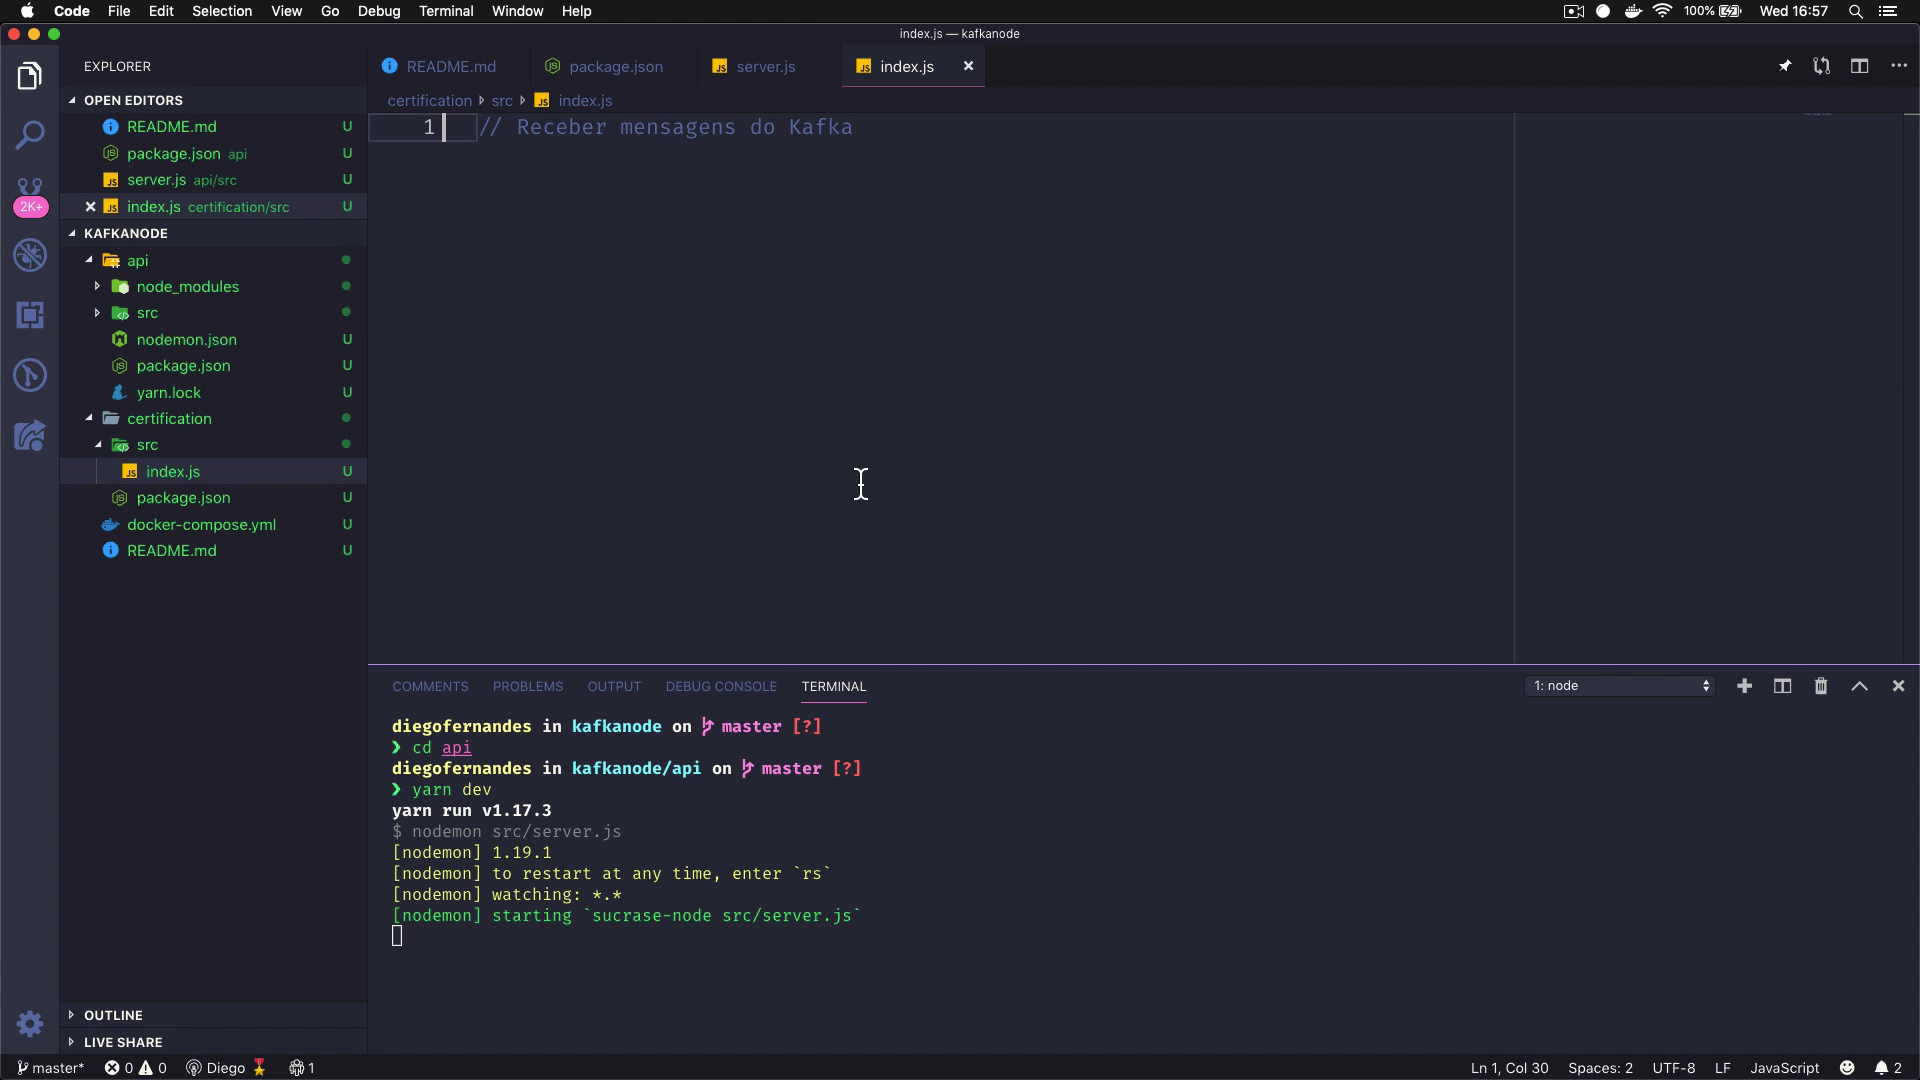 Code File Edit Selection View Go Debug Terminal Window Help
100% Wed 16:57
index.js — kafkanode
EXPLORER
README.md package.json server.js index.js
certification src index.js
OPEN EDITORS
README.md U
package.json api U
server.js api/src U
index.js certification/src U
2K+
KAFKANODE
api
node_modules
src
nodemon.json U
package.json U
yarn.lock U
certification
src
index.js U
package.json U
docker-compose.yml U
README.md U
OUTLINE
LIVE SHARE
1 // Receber mensagens do Kafka
COMMENTS PROBLEMS OUTPUT DEBUG CONSOLE TERMINAL
1: node
diegofernandes in kafkanode on master [?]
❯ cd api
diegofernandes in kafkanode/api on master [?]
❯ yarn dev
yarn run v1.17.3
$ nodemon src/server.js
[nodemon] 1.19.1
[nodemon] to restart at any time, enter `rs`
[nodemon] watching: *.*
[nodemon] starting `sucrase-node src/server.js`
master* 0 0 Diego 1
Ln 1, Col 30 Spaces: 2 UTF-8 LF JavaScript 2